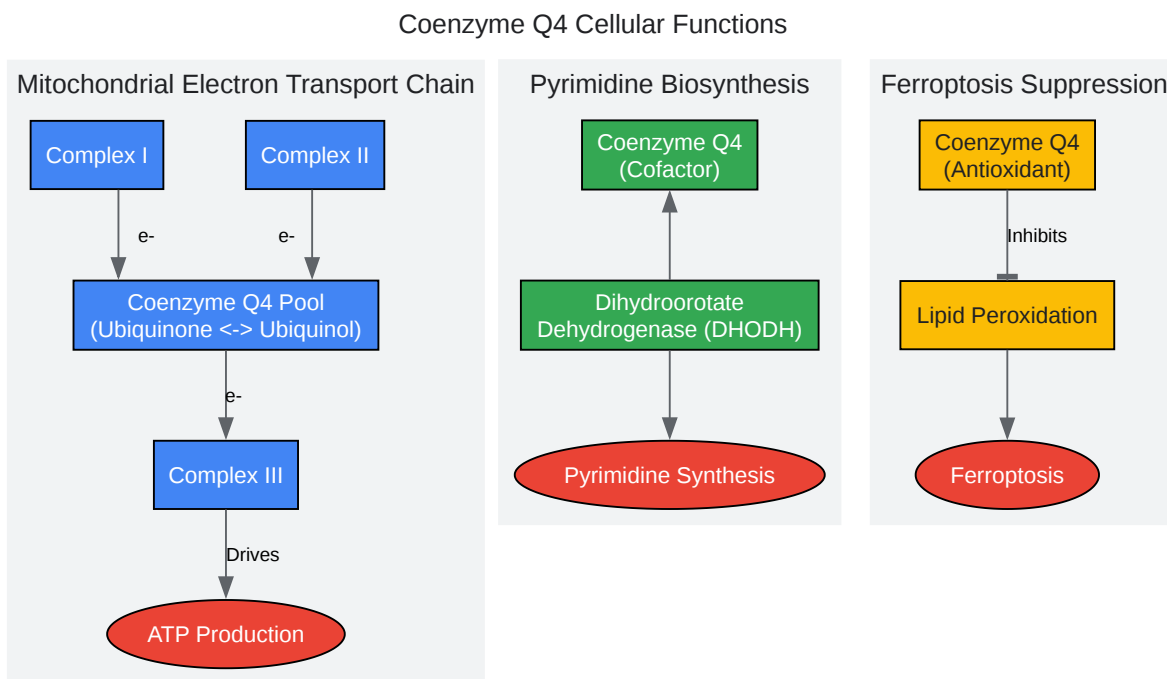 Coenzyme Q4 Cellular Functions
Mitochondrial Electron Transport Chain
Complex I
Complex II
e-
e-
Coenzyme Q4 Pool
(Ubiquinone <-> Ubiquinol)
e-
Complex III
Drives
ATP Production
Pyrimidine Biosynthesis
Coenzyme Q4
(Cofactor)
Dihydroorotate
Dehydrogenase (DHODH)
Pyrimidine Synthesis
Ferroptosis Suppression
Coenzyme Q4
(Antioxidant)
Inhibits
Lipid Peroxidation
Ferroptosis